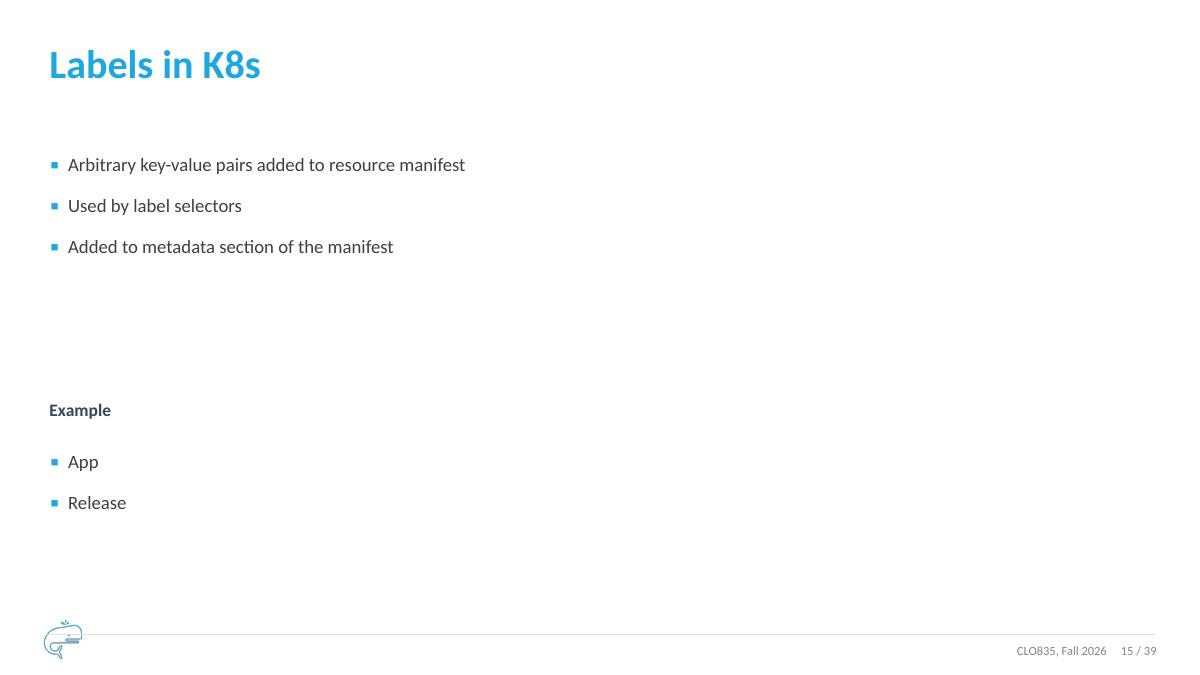 Labels in K8s
Arbitrary key-value pairs added to resource manifest
Used by label selectors
Added to metadata section of the manifest
Example
App
Release
CLO835, Fall 2026 15 / 39